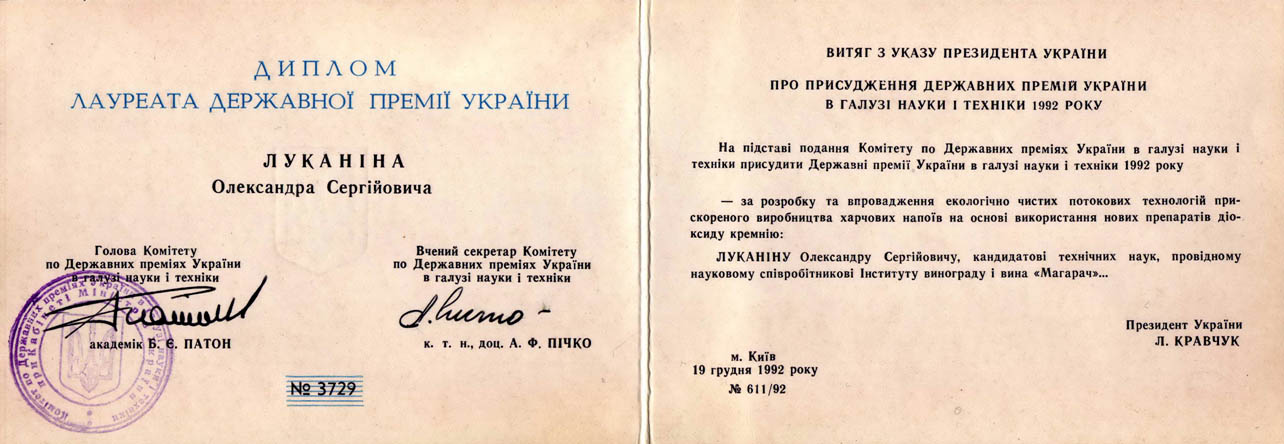 ДИПЛОМ
ЛАУРЕАТА ДЕРЖАВНОЇ ПРЕМІЇ УКРАЇНИ
ЛУКАНІНА
Олександра Сергійовича
Голова Комітету
по Державних преміях України
в галузі науки і техніки
академік Б. Є. ПАТОН
Вчений секретар Комітету
по Державних преміях України
в галузі науки і техніки
к. т. н., доц. А. Ф. ПІЧКО
№ 3729
ВИТЯГ З УКАЗУ ПРЕЗИДЕНТА УКРАЇНИ
ПРО ПРИСУДЖЕННЯ ДЕРЖАВНИХ ПРЕМІЙ УКРАЇНИ
В ГАЛУЗІ НАУКИ І ТЕХНІКИ 1992 РОКУ
На підставі подання Комітету по Державних преміях України в галузі науки і
техніки присудити Державні премії України в галузі науки і техніки 1992 року
— за розробку та впровадження екологічно чистих потокових технологій при-
скореного виробництва харчових напоїв на основі використання нових препаратів діо-
ксиду кремнію:
ЛУКАНІНУ Олександру Сергійовичу, кандидатові технічних наук, провідному
науковому співробітникові Інституту винограду і вина «Магарач»...
Президент України
Л. КРАВЧУК
м. Київ
19 грудня 1992 року
№ 611/92